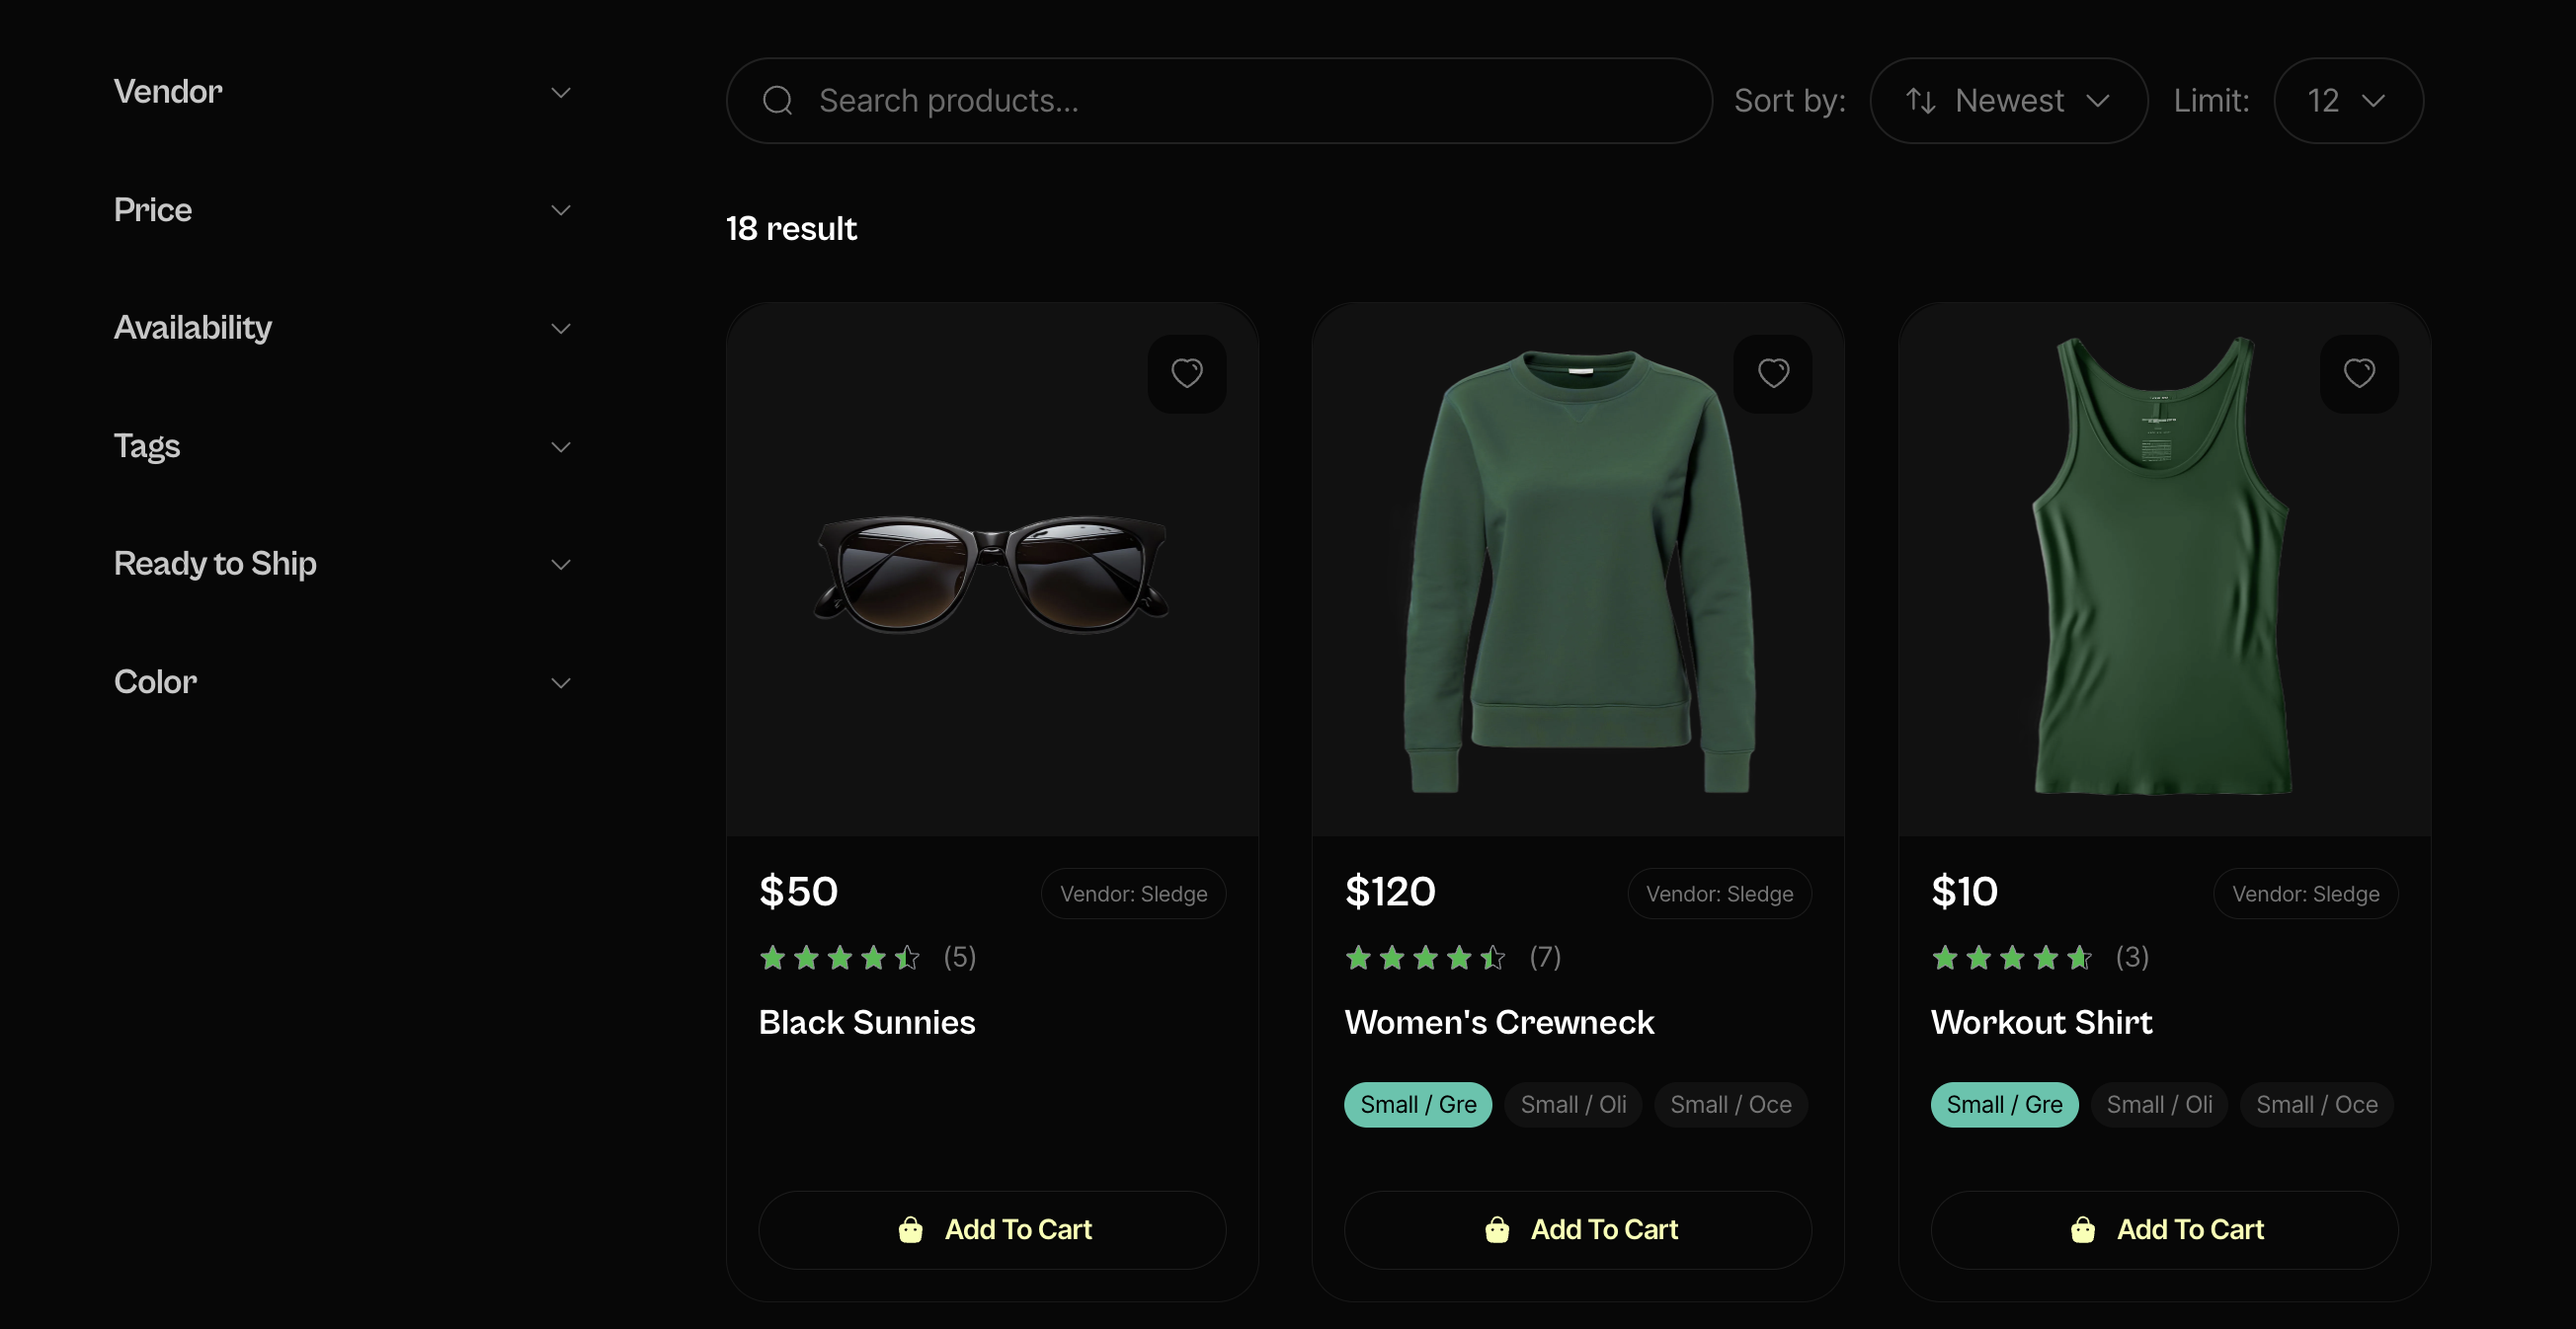 Vendor
Price
Availability
Tags
Ready to Ship
Color
Search products...
Sort by:
Newest
Limit:
12
18 result
$50
Vendor: Sledge
(5)
Black Sunnies
Add To Cart
$120
Vendor: Sledge
(7)
Women's Crewneck
Small / Gre
Small / Oli
Small / Oce
Add To Cart
$10
Vendor: Sledge
(3)
Workout Shirt
Small / Gre
Small / Oli
Small / Oce
Add To Cart